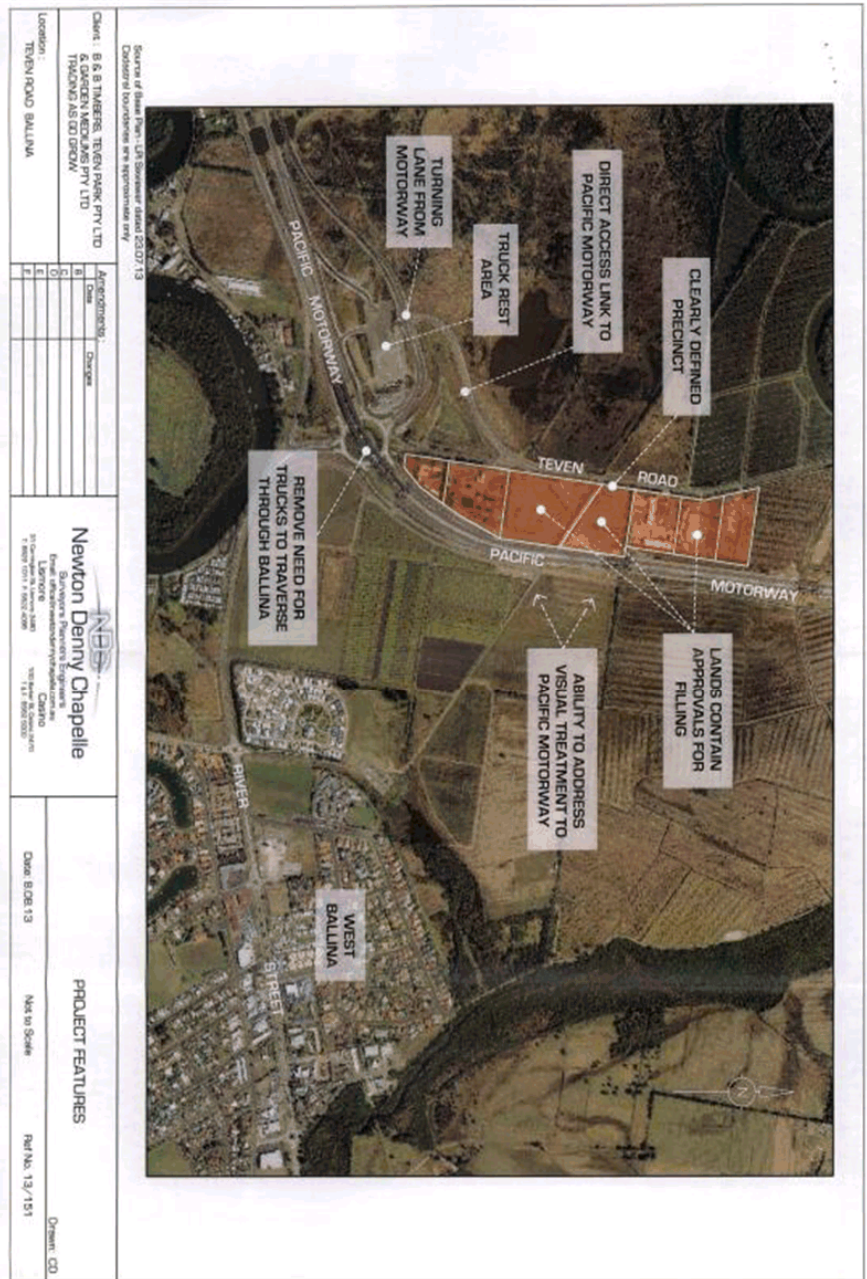 CLEARLY DEFINED
PRECINCT
DIRECT ACCESS LINK TO
PACIFIC MOTORWAY
TRUCK REST
AREA
TURNING
LANE FROM
MOTORWAY
PACIFIC MOTORWAY
TEVEN ROAD
PACIFIC MOTORWAY
LANDS CONTAIN
APPROVALS FOR
FILLING
ABILITY TO ADDRESS
VISUAL TREATMENT TO
PACIFIC MOTORWAY
REMOVE NEED FOR
TRUCKS TO TRAVERSE
THROUGH BALLINA
RIVER STREET
WEST
BALLINA
N
Source of Base Plan - LPI Sixviewer dated 23.07.13
Cadastral boundaries are approximate only
Client : B & B TIMBERS, TEVEN PARK PTY LTD
& GARDEN MEDIUMS PTY LTD
TRADING AS GO GROW
Location :
TEVEN ROAD BALLINA
Amendments :
Date Changes
B
C
D
E
F
NDC
Newton Denny Chapelle
Surveyors Planners Engineers
Lismore
Casino
PROJECT FEATURES
Drawn: CD
Date: 8.08.13
Not to Scale
Ref No. 13/151